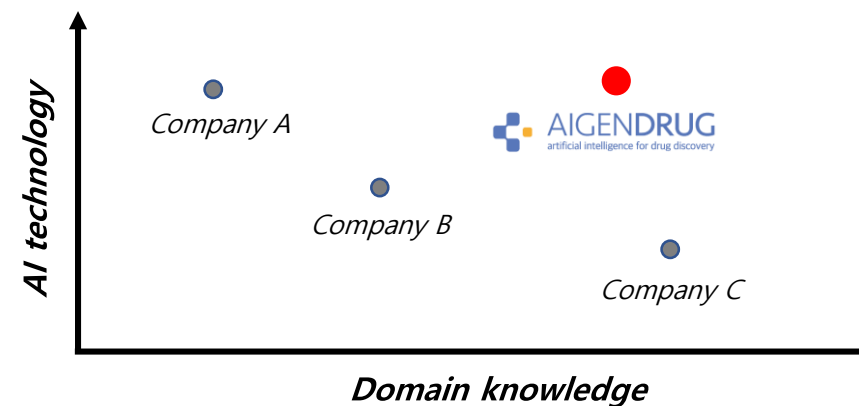 AI technology
Company A
AIGENDRUG
artificial intelligence for drug discovery
Company B
Company C
Domain knowledge